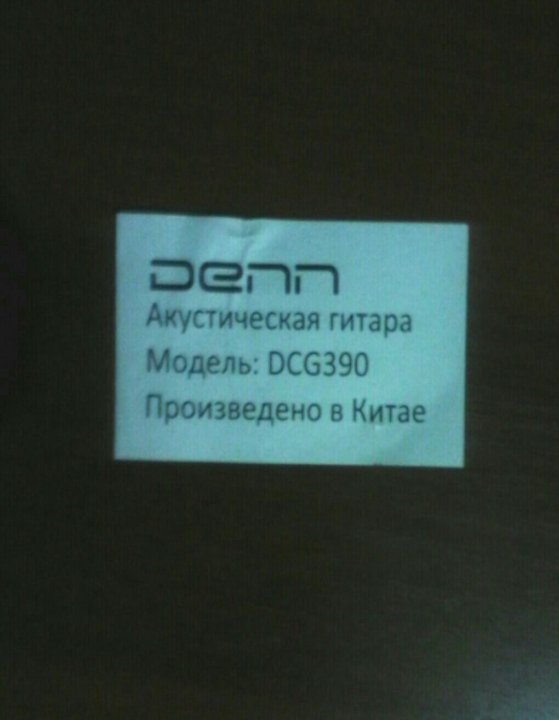 Denn
Акустическая гитара
Модель: DCG390
Произведено в Китае